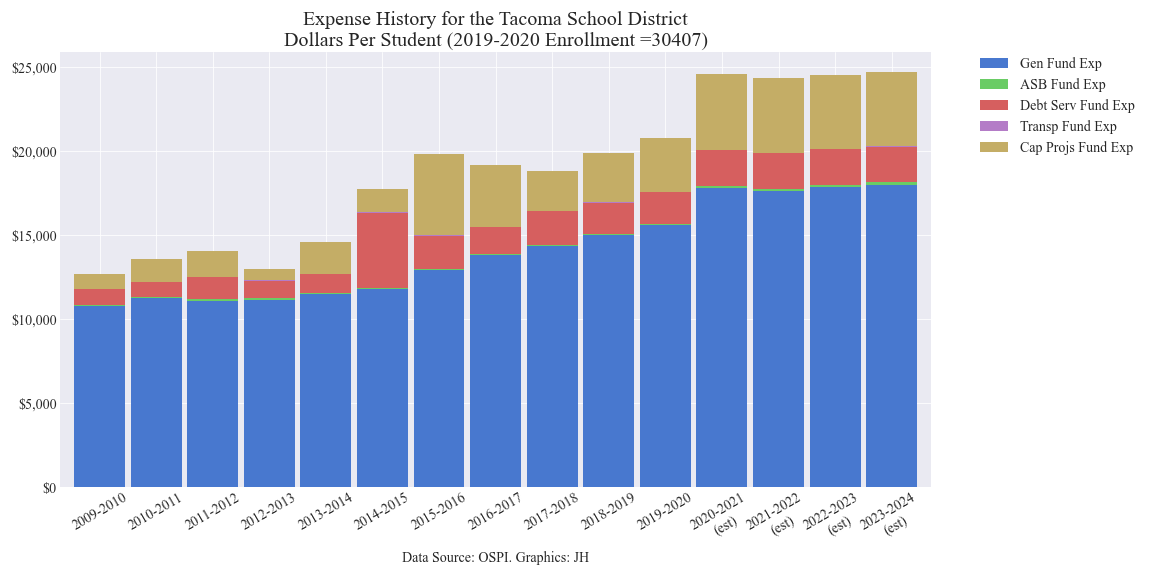 Expense History for the Tacoma School District
Dollars Per Student (2019-2020 Enrollment =30407)
$25,000
$20,000
$15,000
$10,000
$5,000
$0
2009-2010
2010-2011
2011-2012
2012-2013
2013-2014
2014-2015
2015-2016
2016-2017
2017-2018
2018-2019
2019-2020
2020-2021
(est)
2021-2022
(est)
2022-2023
(est)
2023-2024
(est)
Data Source: OSPI. Graphics: JH
Gen Fund Exp
ASB Fund Exp
Debt Serv Fund Exp
Transp Fund Exp
Cap Projs Fund Exp